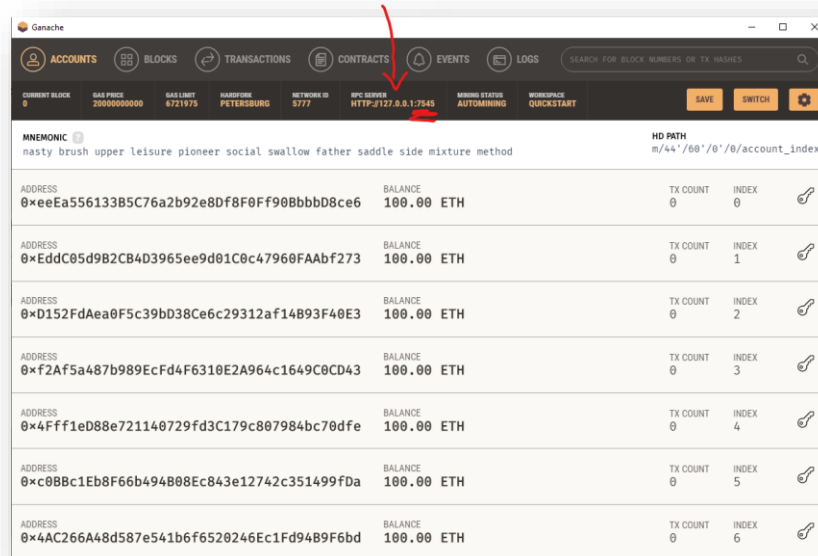 Ganache
ACCOUNTS BLOCKS TRANSACTIONS CONTRACTS EVENTS LOGS SEARCH FOR BLOCK NUMBERS OR TX HASHES
CURRENT BLOCK GAS PRICE GAS LIMIT HARDFORK NETWORK ID RPC SERVER MINING STATUS WORKSPACE
0 20000000000 6721975 PETERSBURG 5777 HTTP://127.0.0.1:7545 AUTOMINING QUICKSTART SAVE SWITCH
MNEMONIC ? HD PATH
nasty brush upper leisure pioneer social swallow father saddle side mixture method m/44'/60'/0'/0/account_index
ADDRESS BALANCE TX COUNT INDEX
0×eeEa556133B5C76a2b92e8Df8F0Ff90BbbbD8ce6 100.00 ETH 0 0
ADDRESS BALANCE TX COUNT INDEX
0×EddC05d9B2CB4D3965ee9d01C0c47960FAAbf273 100.00 ETH 0 1
ADDRESS BALANCE TX COUNT INDEX
0×D152FdAea0F5c39bD38Ce6c29312af14B93F40E3 100.00 ETH 0 2
ADDRESS BALANCE TX COUNT INDEX
0×f2Af5a487b989EcFd4F6310E2A964c1649C0CD43 100.00 ETH 0 3
ADDRESS BALANCE TX COUNT INDEX
0×4Fff1eD88e721140729fd3C179c807984bc70dfe 100.00 ETH 0 4
ADDRESS BALANCE TX COUNT INDEX
0×c0BBc1Eb8F66b494B08Ec843e12742c351499fDa 100.00 ETH 0 5
ADDRESS BALANCE TX COUNT INDEX
0×4AC266A48d587e541b6f6520246Ec1Fd94B9F6bd 100.00 ETH 0 6